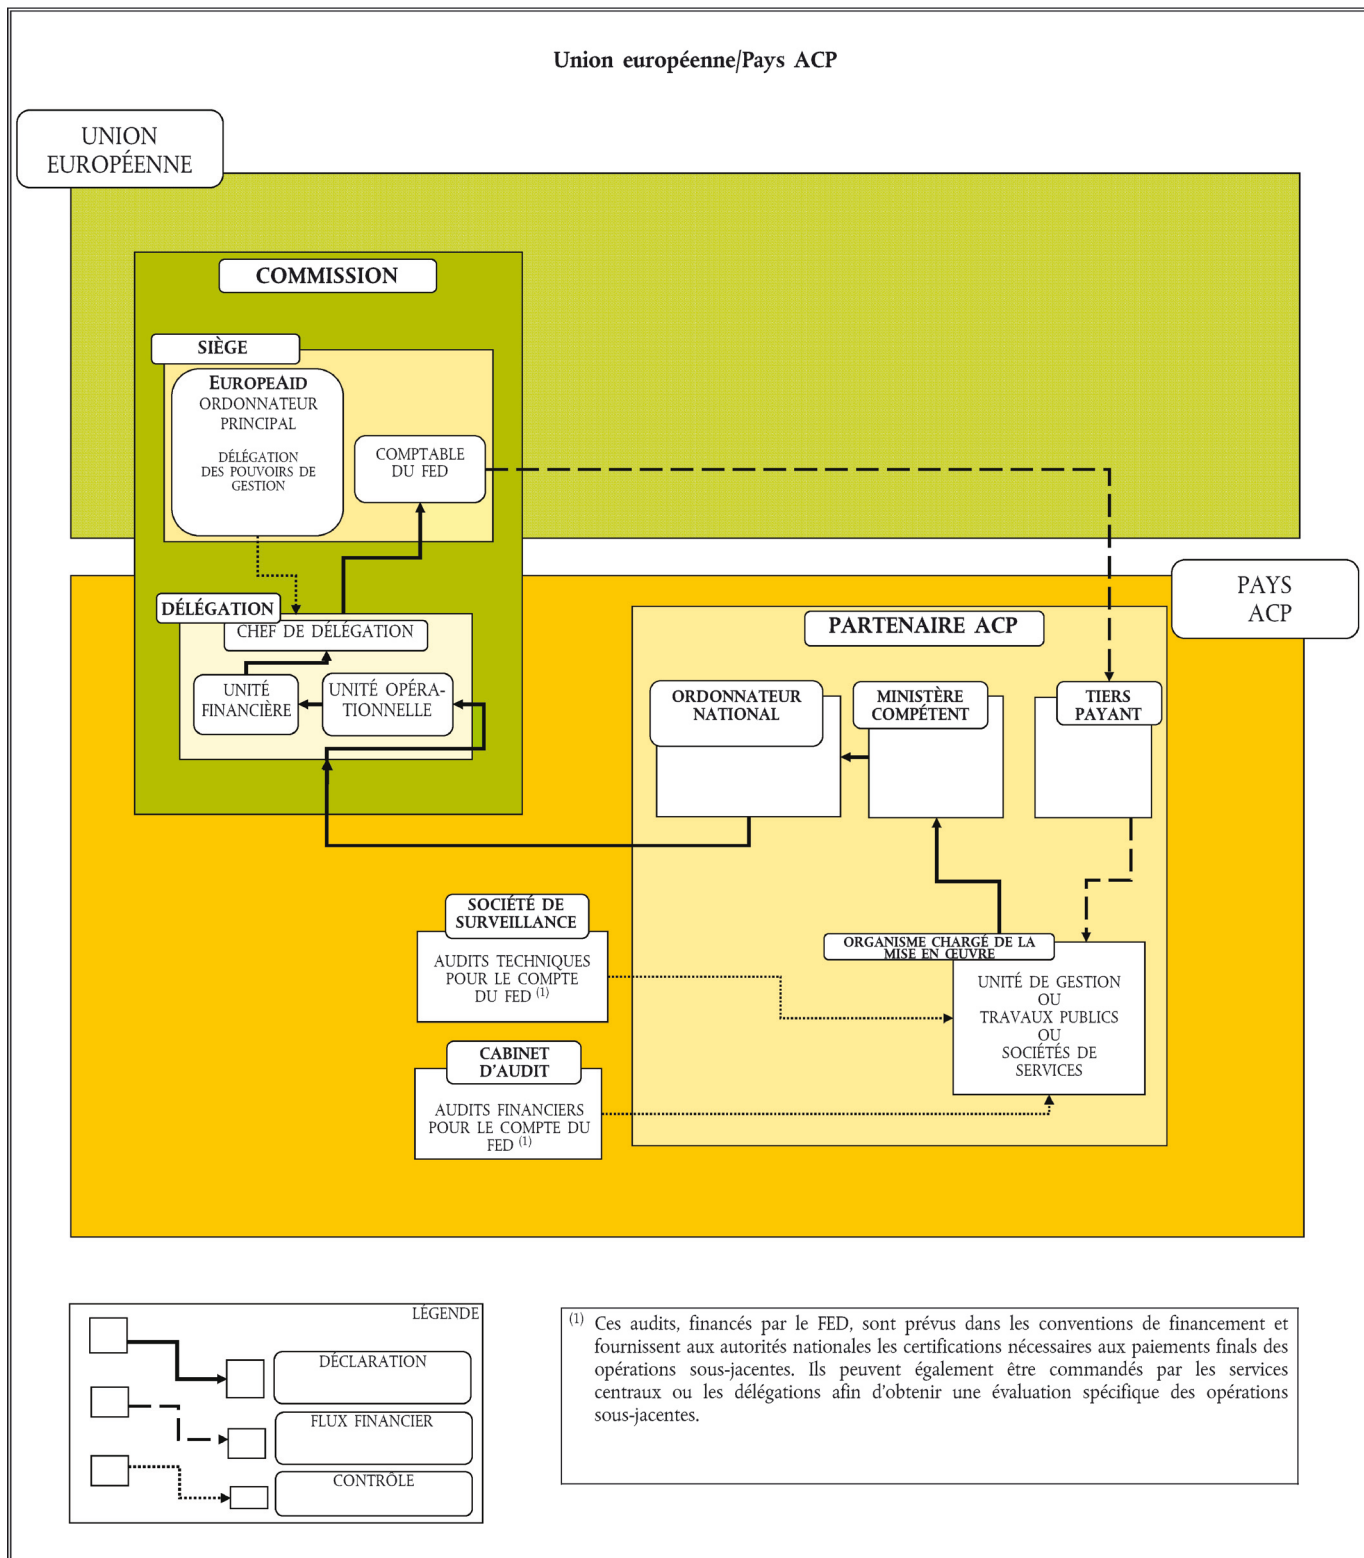 Union européenne/Pays ACP
UNION
EUROPÉENNE
COMMISSION
SIÈGE
EUROPEAID
ORDONNATEUR
PRINCIPAL
DÉLÉGATION
DES POUVOIRS DE
GESTION
COMPTABLE
DU FED
PAYS
ACP
DÉLÉGATION
CHEF DE DÉLÉGATION
UNITÉ
FINANCIÈRE
UNITÉ OPÉRA-
TIONNELLE
PARTENAIRE ACP
ORDONNATEUR
NATIONAL
MINISTÈRE
COMPÉTENT
TIERS
PAYANT
SOCIÉTÉ DE
SURVEILLANCE
AUDITS TECHNIQUES
POUR LE COMPTE
DU FED (1)
ORGANISME CHARGÉ DE LA
MISE EN ŒUVRE
UNITÉ DE GESTION
OU
TRAVAUX PUBLICS
OU
SOCIÉTÉS DE
SERVICES
CABINET
D'AUDIT
AUDITS FINANCIERS
POUR LE COMPTE DU
FED (1)
LÉGENDE
DÉCLARATION
FLUX FINANCIER
CONTRÔLE
(1) Ces audits, financés par le FED, sont prévus dans les conventions de financement et
fournissent aux autorités nationales les certifications nécessaires aux paiements finals des
opérations sous-jacentes. Ils peuvent également être commandés par les services
centraux ou les délégations afin d'obtenir une évaluation spécifique des opérations
sous-jacentes.